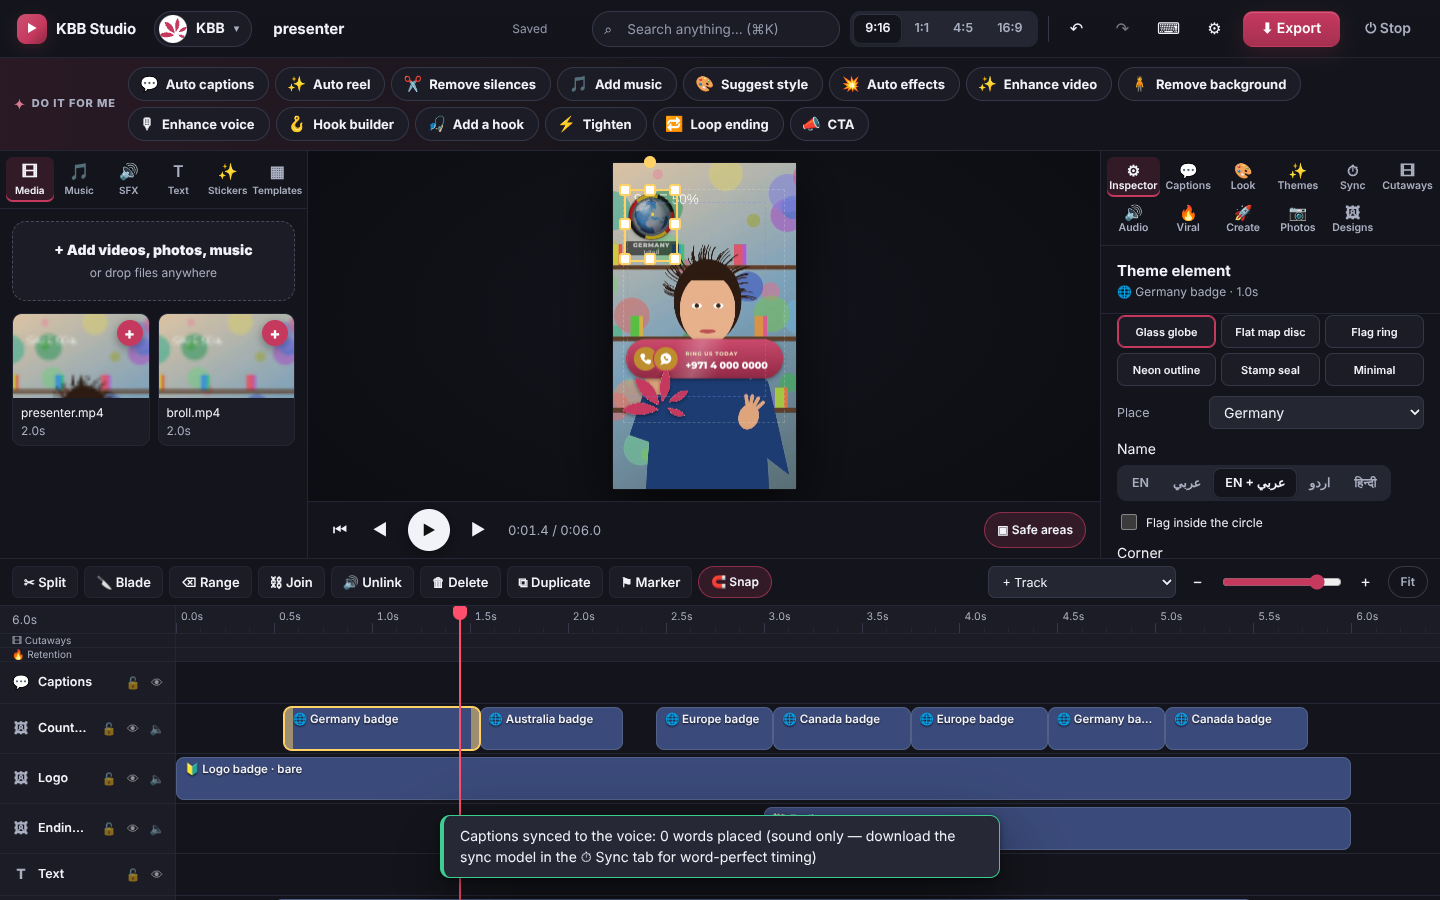 KBB Studio
KBB
presenter
Saved
Search anything... (⌘K)
9:16
1:1
4:5
16:9
Export
Stop
DO IT FOR ME
Auto captions
Auto reel
Remove silences
Add music
Suggest style
Auto effects
Enhance video
Remove background
Enhance voice
Hook builder
Add a hook
Tighten
Loop ending
CTA
Media
Music
SFX
Text
Stickers
Templates
+ Add videos, photos, music
or drop files anywhere
presenter.mp4
2.0s
broll.mp4
2.0s
50%
GERMANY
RING US TODAY
+971 4 000 0000
0:01.4 / 0:06.0
Safe areas
Inspector
Captions
Look
Themes
Sync
Cutaways
Audio
Viral
Create
Photos
Designs
Theme element
Germany badge · 1.0s
Glass globe
Flat map disc
Flag ring
Neon outline
Stamp seal
Minimal
Place
Germany
Name
EN
عربي
EN + عربي
اردو
हिन्दी
Flag inside the circle
Corner
Split
Blade
Range
Join
Unlink
Delete
Duplicate
Marker
Snap
+ Track
−
+
Fit
6.0s
0.0s
0.5s
1.0s
1.5s
2.0s
2.5s
3.0s
3.5s
4.0s
4.5s
5.0s
5.5s
6.0s
Cutaways
Retention
Captions
Count...
Germany badge
Australia badge
Europe badge
Canada badge
Europe badge
Germany ba...
Canada badge
Logo
Logo badge · bare
Endin...
Captions synced to the voice: 0 words placed (sound only — download the
sync model in the ⏱ Sync tab for word-perfect timing)
Text